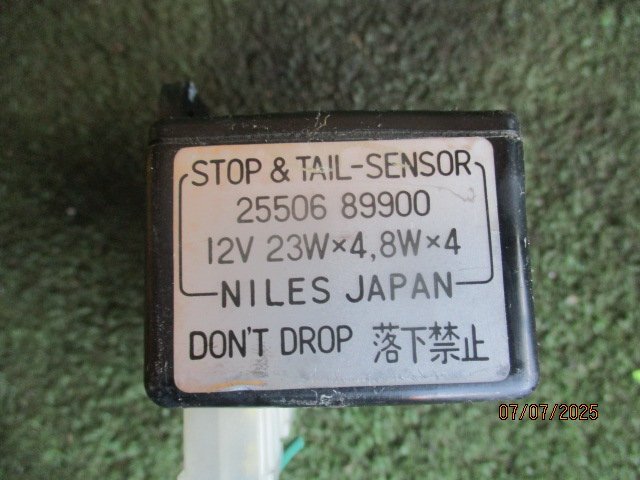 STOP & TAIL-SENSOR
25506 89900
12V 23W×4,8W×4
NILES JAPAN
DON'T DROP 落下禁止
07/07/2025